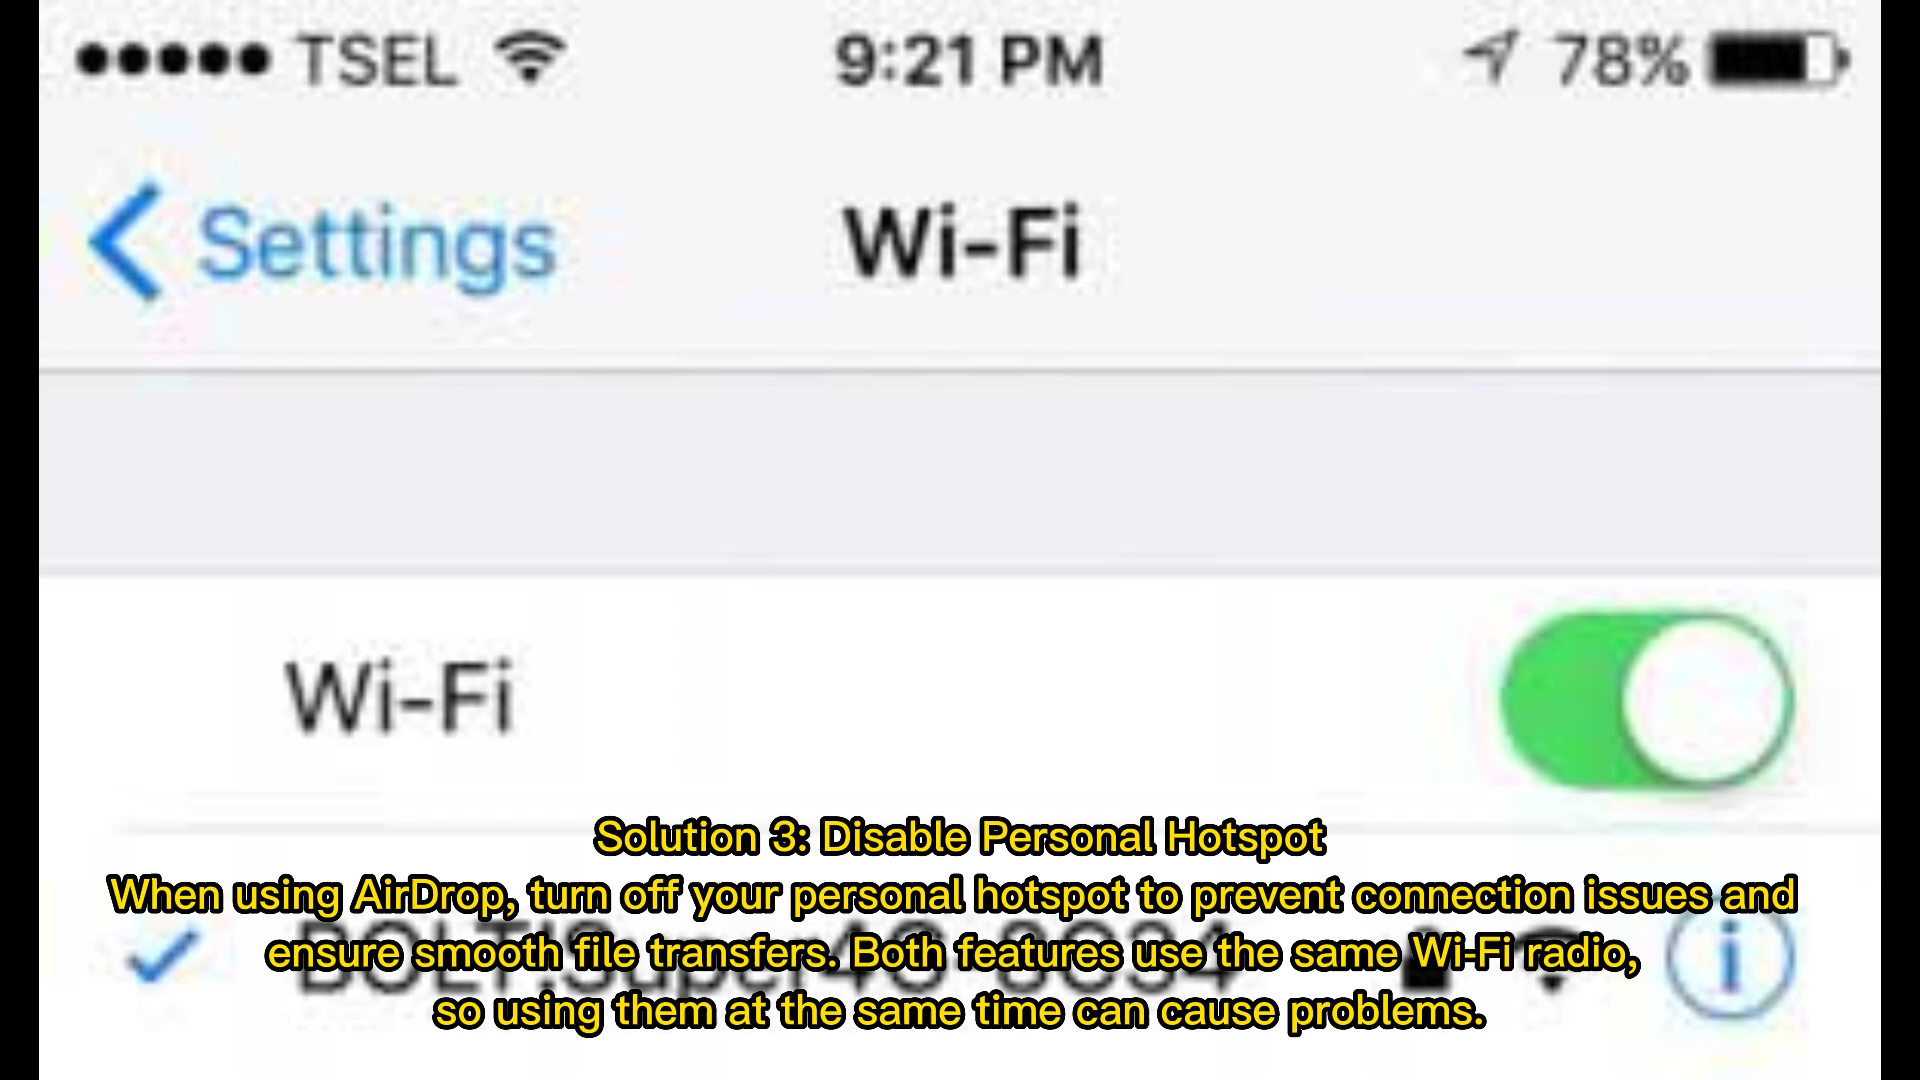 TSEL 9:21 PM 78%
Settings Wi-Fi
Wi-Fi
Solution 3: Disable Personal Hotspot
When using AirDrop, turn off your personal hotspot to prevent connection issues and
ensure smooth file transfers. Both features use the same Wi-Fi radio,
so using them at the same time can cause problems.